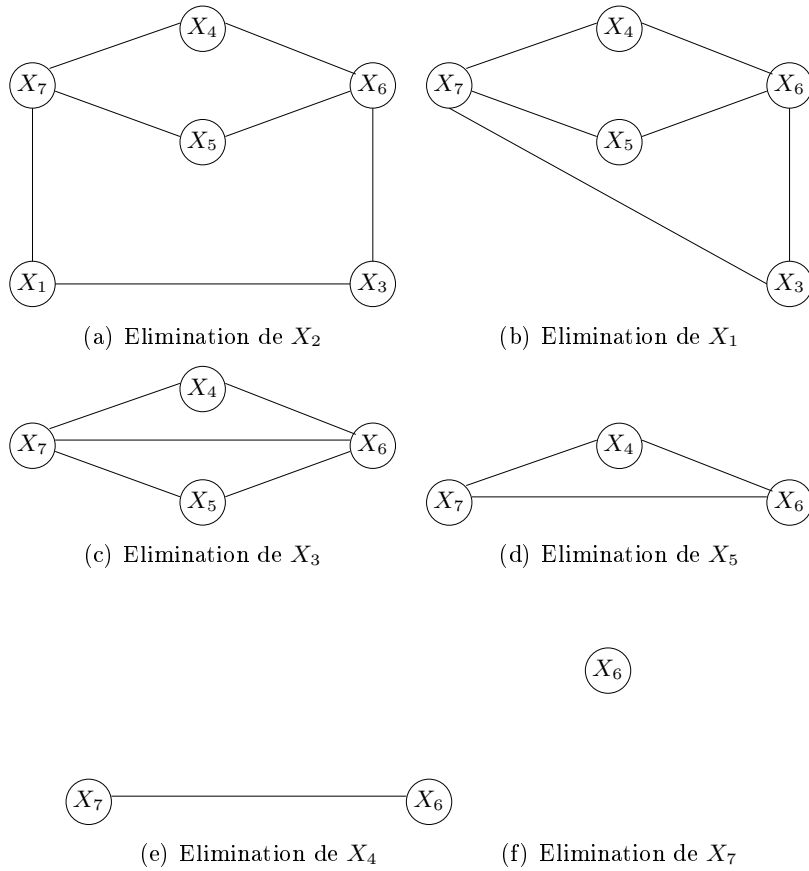 X₄ X₄
X₇ X₆ X₇ X₆
X₅ X₅
X₁ X₃ X₃
(a) Elimination de X₂ (b) Elimination de X₁
X₄
X₇ X₆ X₄
X₅ X₇ X₆
(c) Elimination de X₃ (d) Elimination de X₅
X₆
X₇ X₆
(e) Elimination de X₄ (f) Elimination de X₇